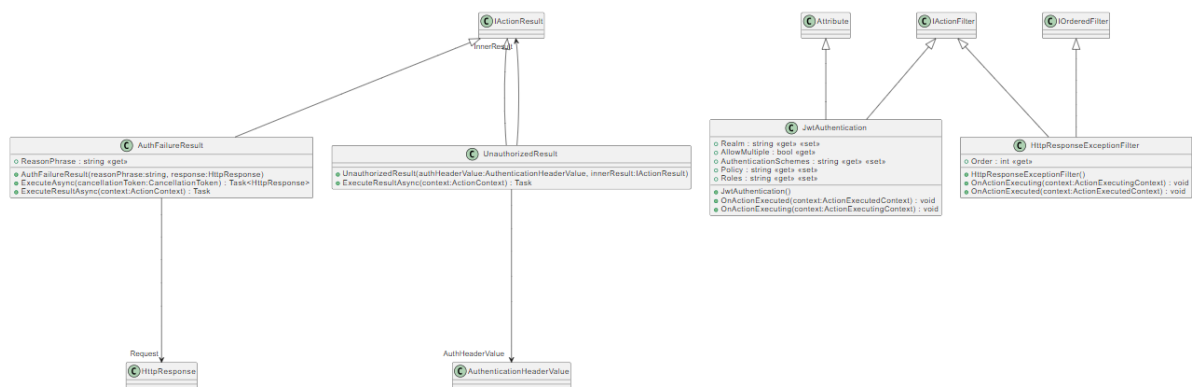 C IActionResult
InnerResult
C Attribute
C IActionFilter
C IOrderedFilter
C AuthFailureResult
ReasonPhrase : string «get»
AuthFailureResult(reasonPhrase:string, response:HttpResponse)
ExecuteAsync(cancellationToken:CancellationToken) : Task<HttpResponse>
ExecuteResultAsync(context:ActionContext) : Task
C UnauthorizedResult
UnauthorizedResult(authHeaderValue:AuthenticationHeaderValue, innerResult:IActionResult)
ExecuteResultAsync(context:ActionContext) : Task
C JwtAuthentication
Realm : string «get» «set»
AllowMultiple : bool «get»
AuthenticationSchemes : string «get» «set»
Policy : string «get» «set»
Roles : string «get» «set»
JwtAuthentication()
OnActionExecuted(context:ActionExecutedContext) : void
OnActionExecuting(context:ActionExecutingContext) : void
C HttpResponseExceptionFilter
Order : int «get»
HttpResponseExceptionFilter()
OnActionExecuting(context:ActionExecutingContext) : void
OnActionExecuted(context:ActionExecutedContext) : void
Request
C HttpResponse
AuthHeaderValue
C AuthenticationHeaderValue